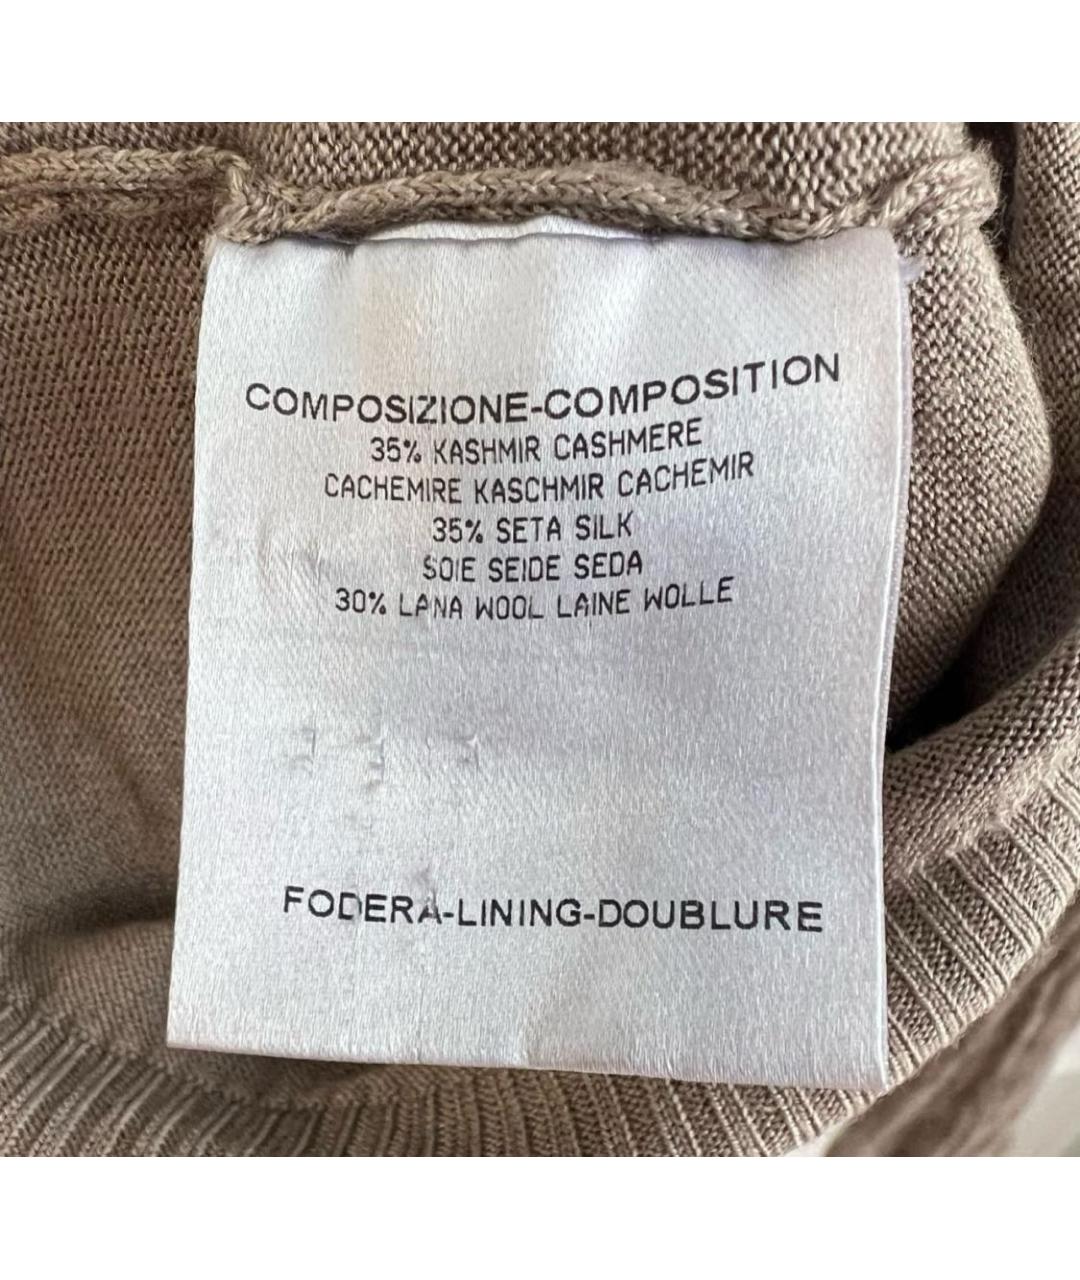 COMPOSIZIONE-COMPOSITION
35% KASHMIR CASHMERE
CACHEMIRE KASCHMIR CACHEMIR
35% SETA SILK
SOIE SEIDE SEDA
30% LANA WOOL LAINE WOLLE
FODERA-LINING-DOUBLURE